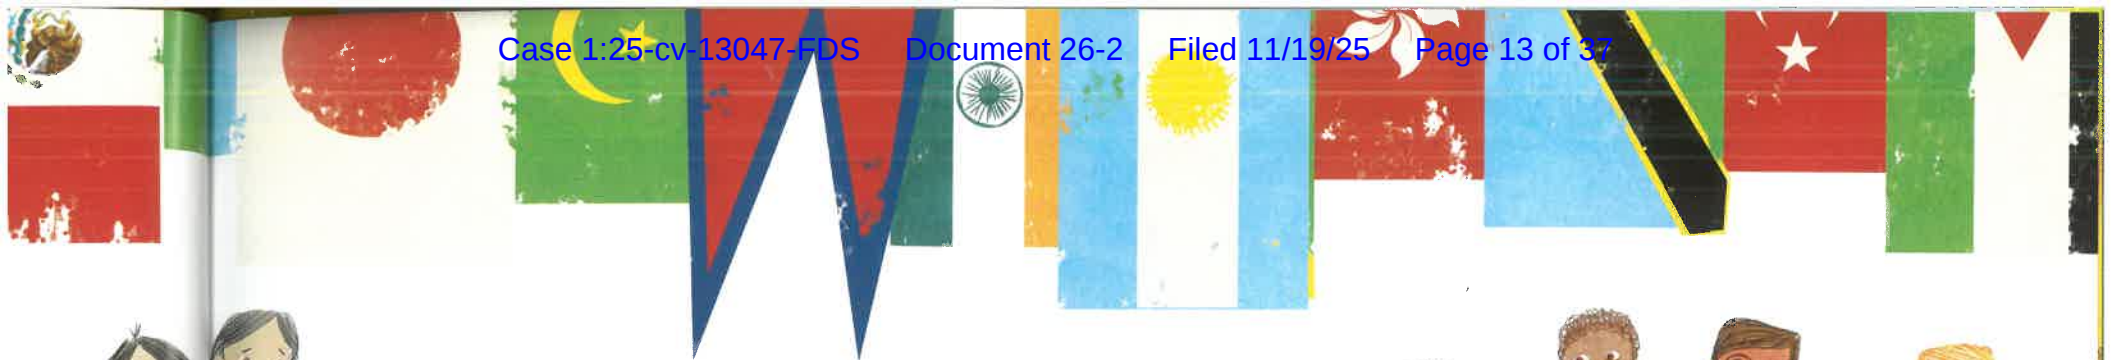 Case 1:25-cv-13047-FDS Document 26-2 Filed 11/19/25 Page 13 of 37